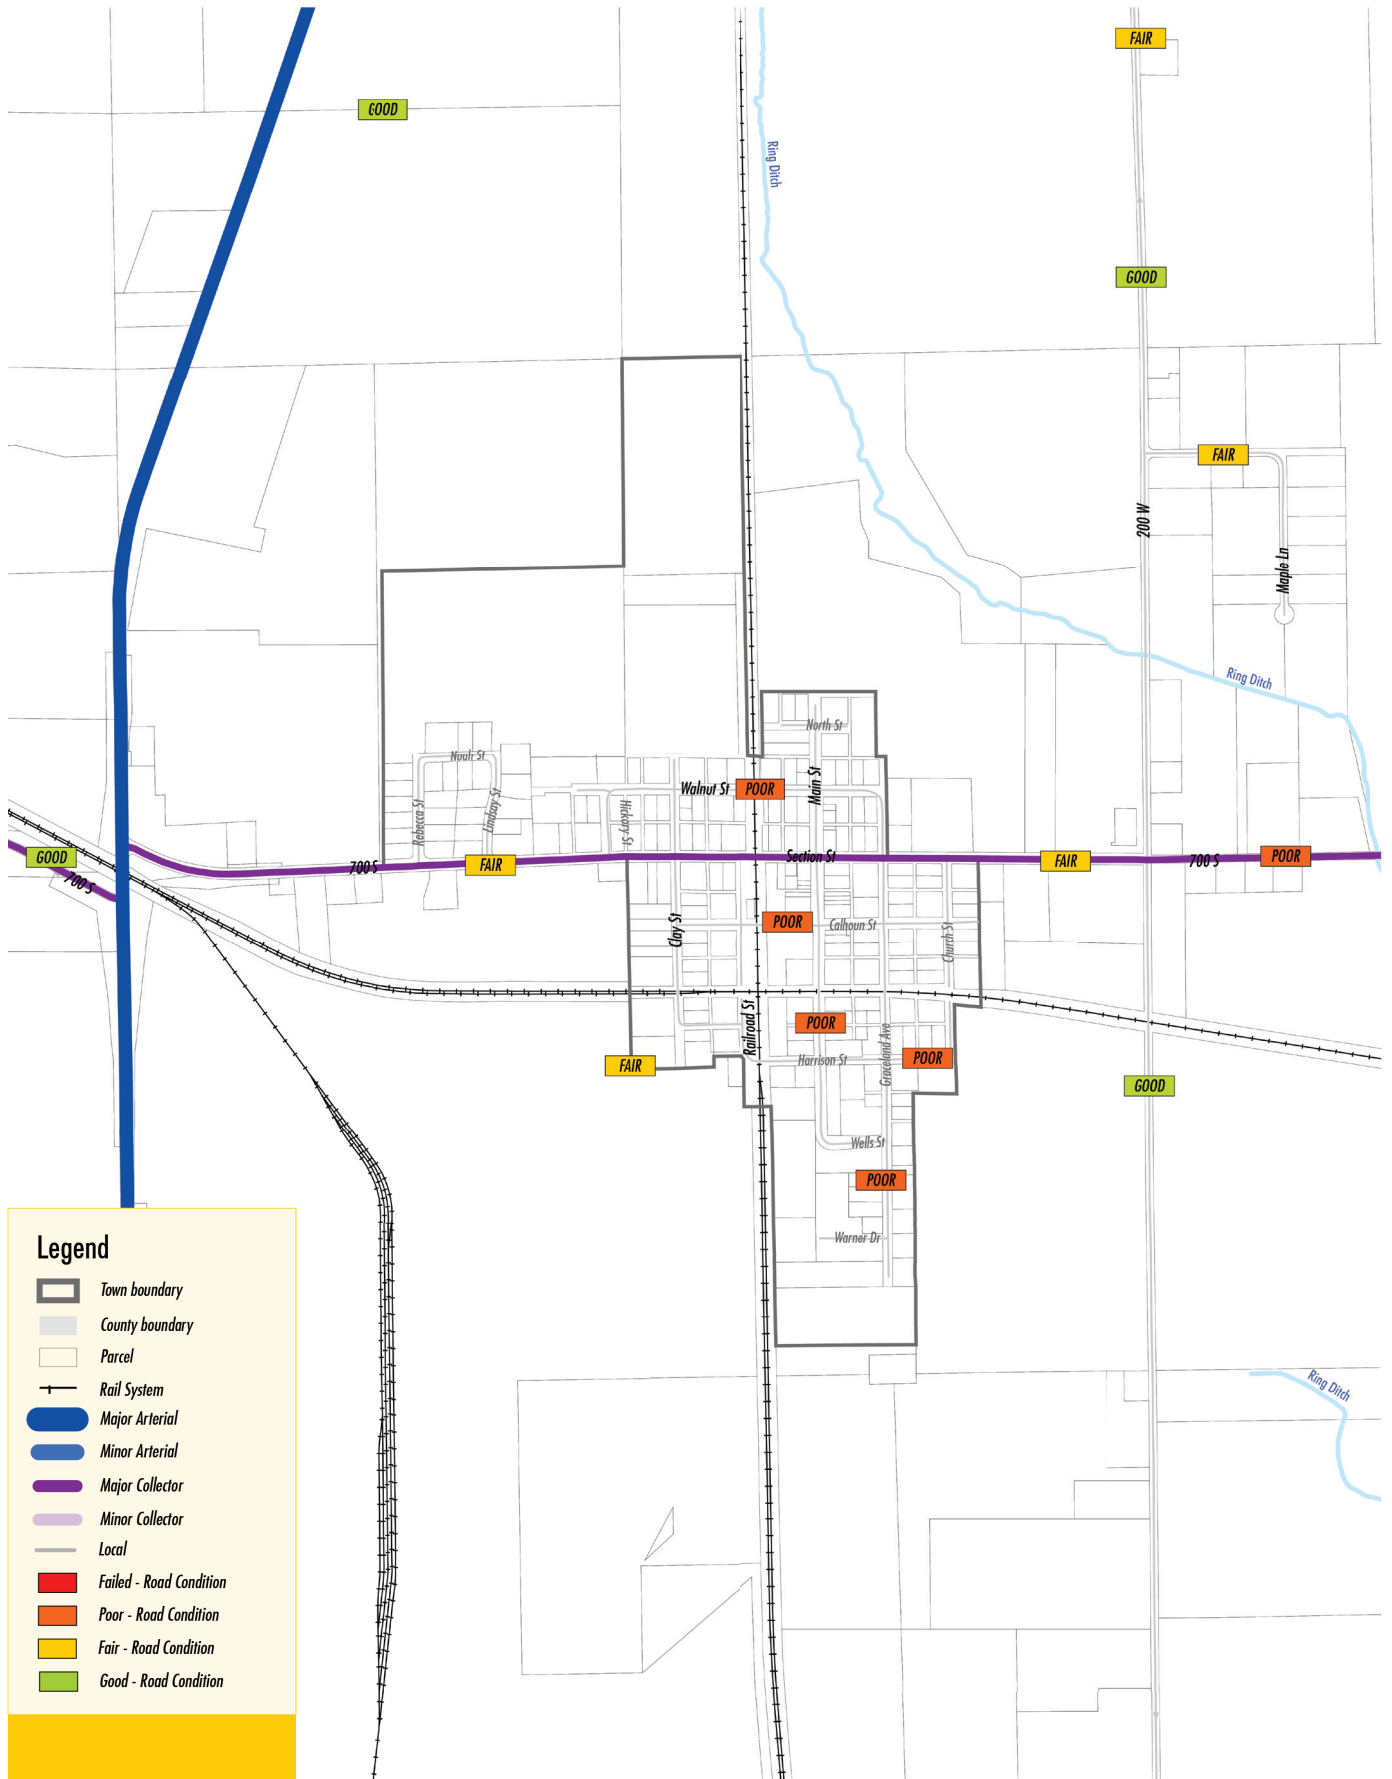 FAIR
GOOD
Ring Ditch
GOOD
FAIR
200 W
Maple Ln
Ring Ditch
North St
Noah St
Walnut St
POOR
Main St
Rebecca St
Lindsay St
Hickory St
GOOD
700 S
700 S
FAIR
Section St
FAIR
700 S
POOR
Clay St
POOR
Calhoun St
Church St
Railroad St
POOR
FAIR
Harrison St
Graceland Ave
POOR
GOOD
Wells St
POOR
Warner Dr
Ring Ditch
Legend
Town boundary
County boundary
Parcel
Rail System
Major Arterial
Minor Arterial
Major Collector
Minor Collector
Local
Failed - Road Condition
Poor - Road Condition
Fair - Road Condition
Good - Road Condition